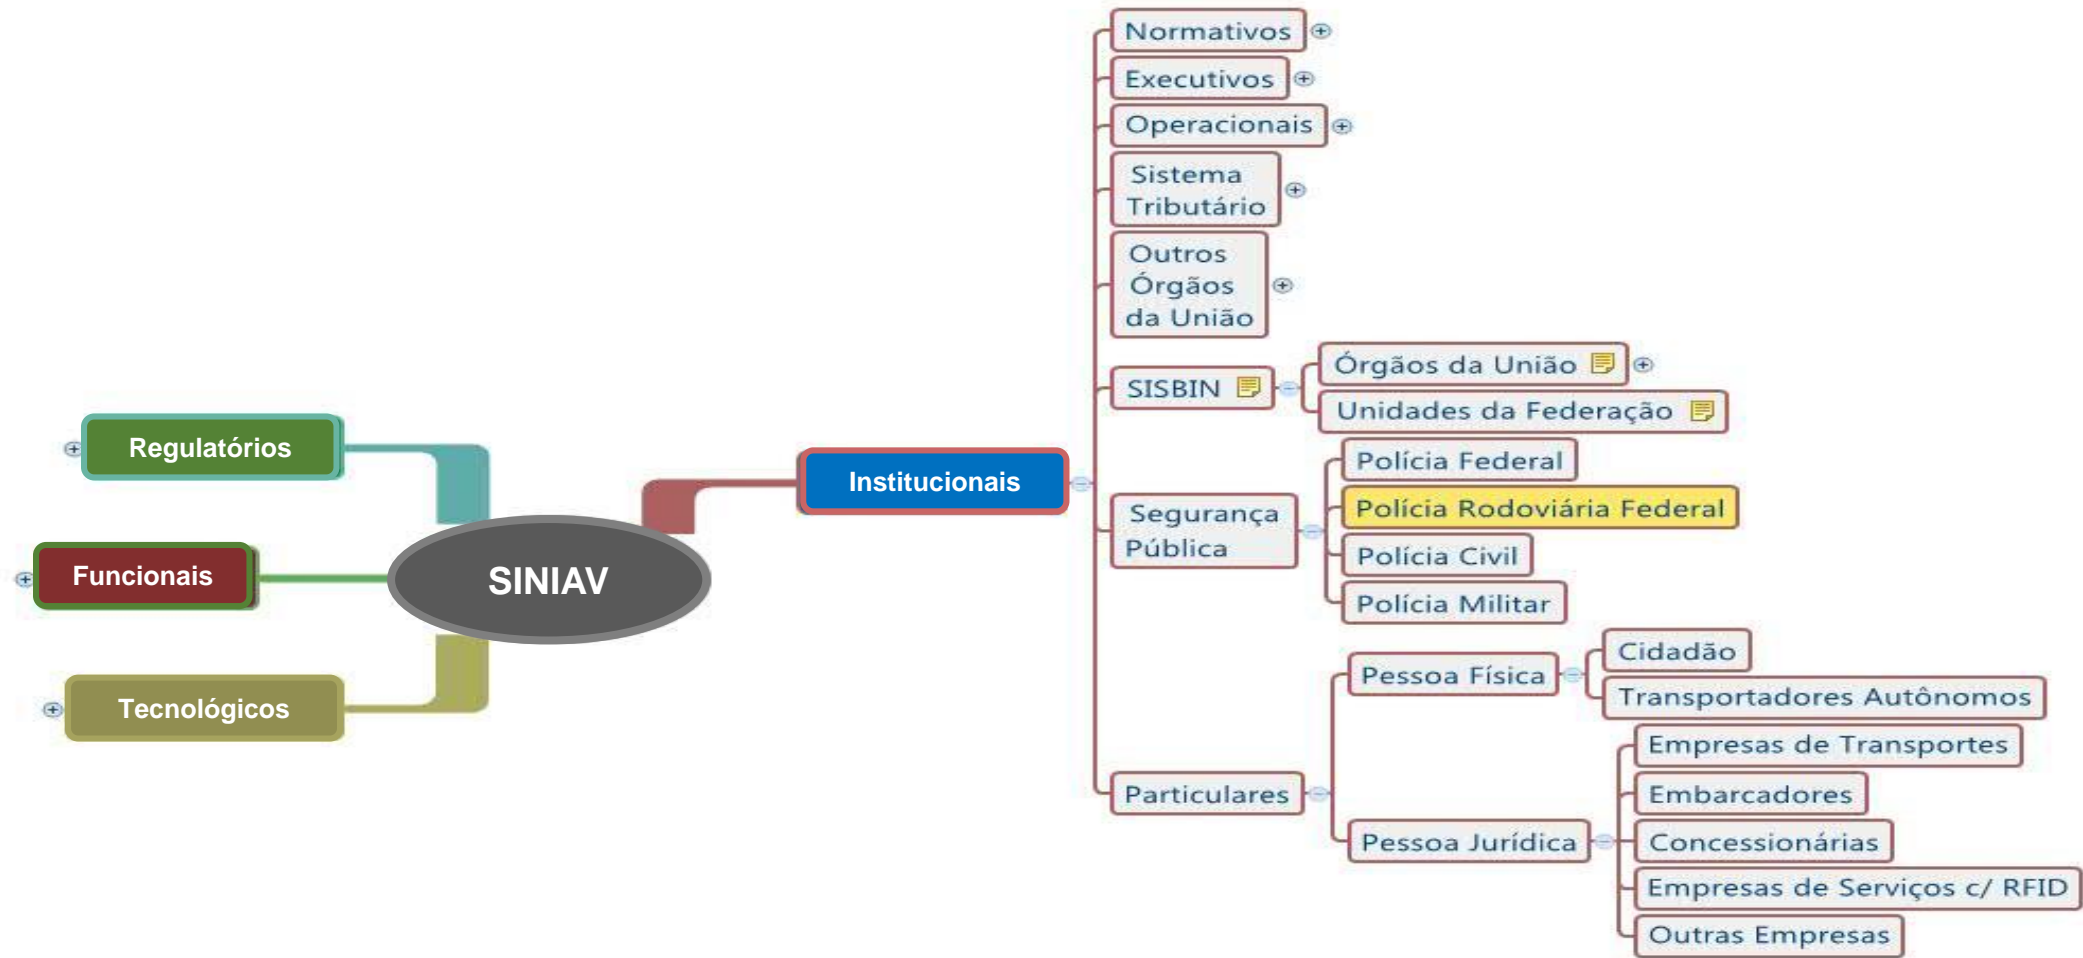 Regulatórios
Funcionais
Tecnológicos
SINIAV
Institucionais
Normativos
Executivos
Operacionais
Sistema
Tributário
Outros
Órgãos
da União
SISBIN
Órgãos da União
Unidades da Federação
Segurança
Pública
Polícia Federal
Polícia Rodoviária Federal
Polícia Civil
Polícia Militar
Particulares
Pessoa Física
Cidadão
Transportadores Autônomos
Pessoa Jurídica
Empresas de Transportes
Embarcadores
Concessionárias
Empresas de Serviços c/ RFID
Outras Empresas